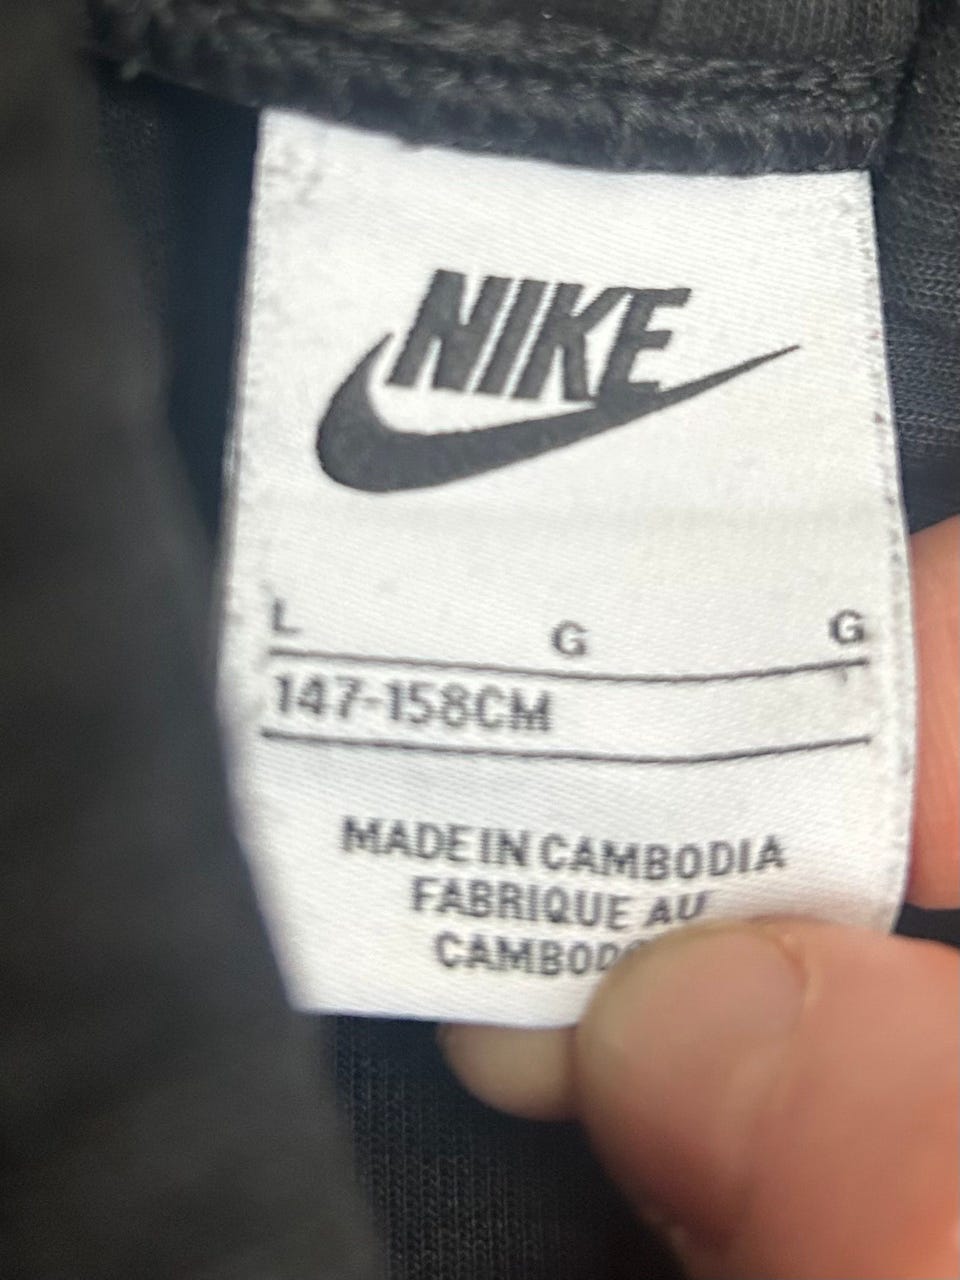 NIKE
L G G
147-158CM
MADE IN CAMBODIA
FABRIQUE AU